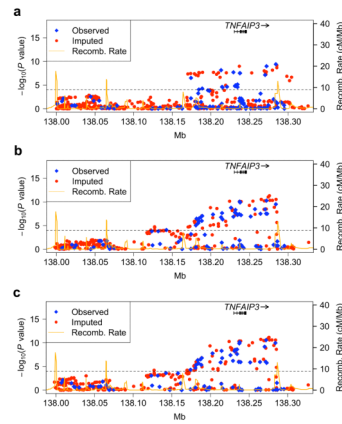 a
TNFAIP3→
Observed
Imputed
Recomb. Rate
−log10(P value)
15
10
5
0
40
30
20
10
0
Recomb. Rate (cM/Mb)
138.00 138.05 138.10 138.15 138.20 138.25 138.30
Mb
b
TNFAIP3→
Observed
Imputed
Recomb. Rate
−log10(P value)
15
10
5
0
40
30
20
10
0
Recomb. Rate (cM/Mb)
138.00 138.05 138.10 138.15 138.20 138.25 138.30
Mb
c
TNFAIP3→
Observed
Imputed
Recomb. Rate
−log10(P value)
15
10
5
0
40
30
20
10
0
Recomb. Rate (cM/Mb)
138.00 138.05 138.10 138.15 138.20 138.25 138.30
Mb